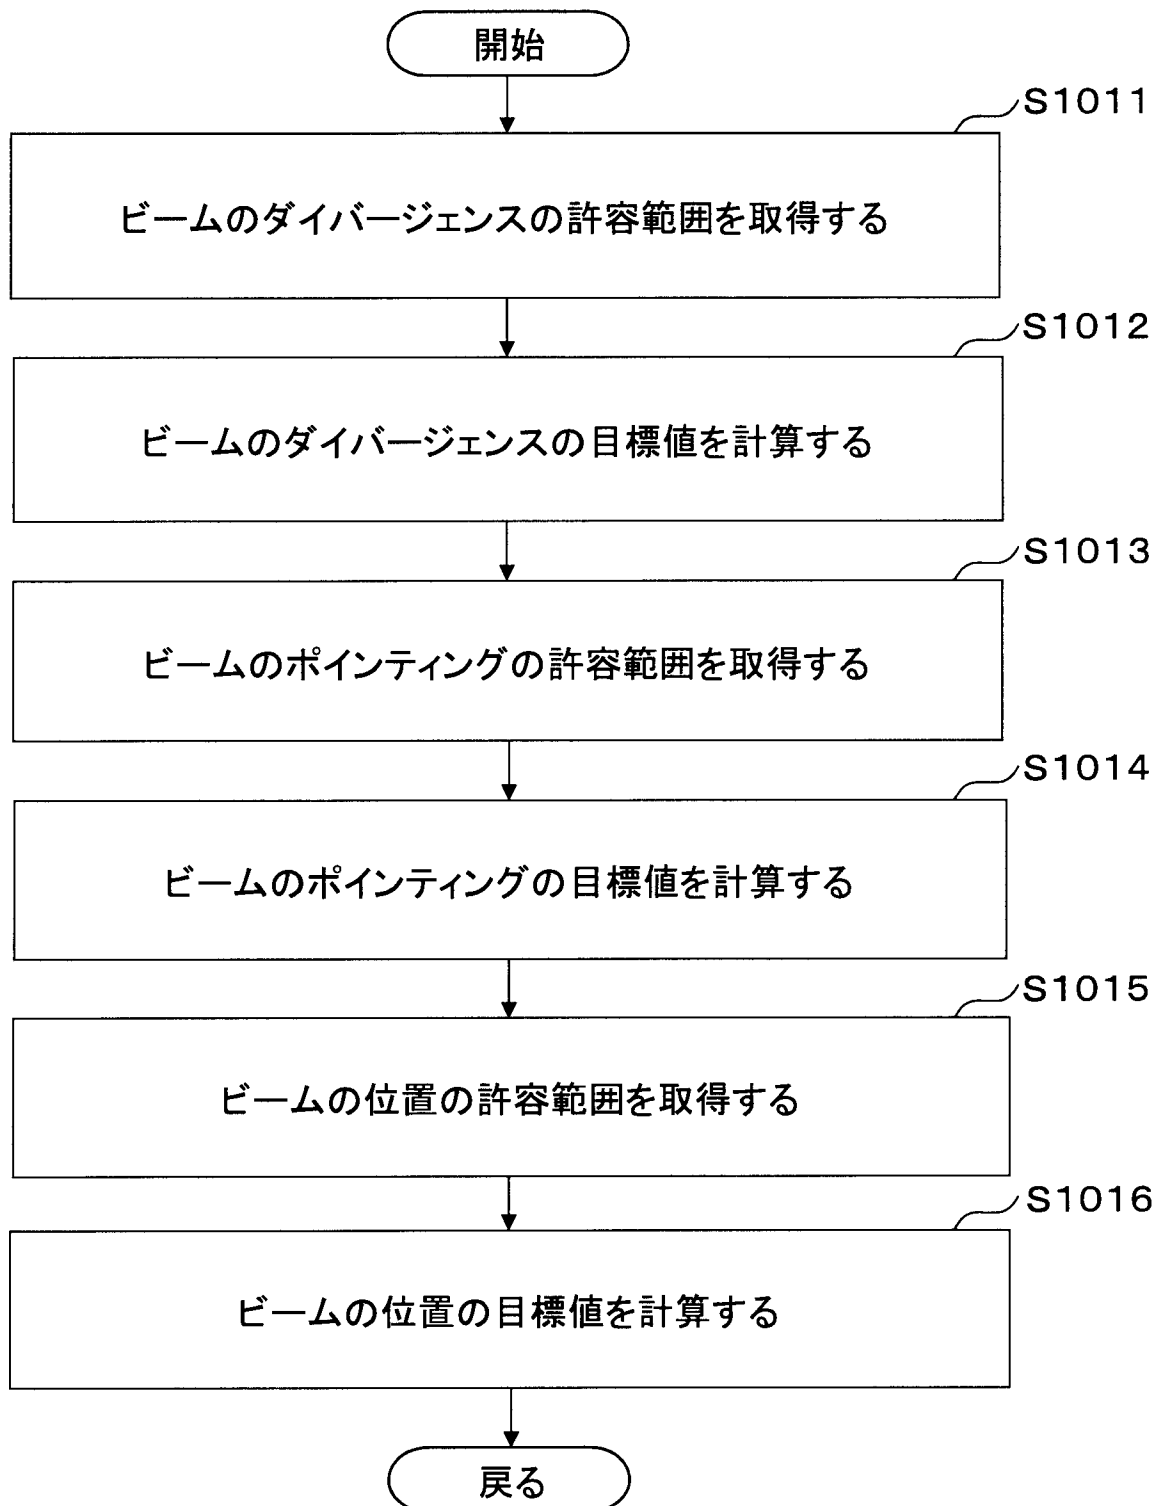 開始
S1011
ビームのダイバージェンスの許容範囲を取得する
S1012
ビームのダイバージェンスの目標値を計算する
S1013
ビームのポインティングの許容範囲を取得する
S1014
ビームのポインティングの目標値を計算する
S1015
ビームの位置の許容範囲を取得する
S1016
ビームの位置の目標値を計算する
戻る